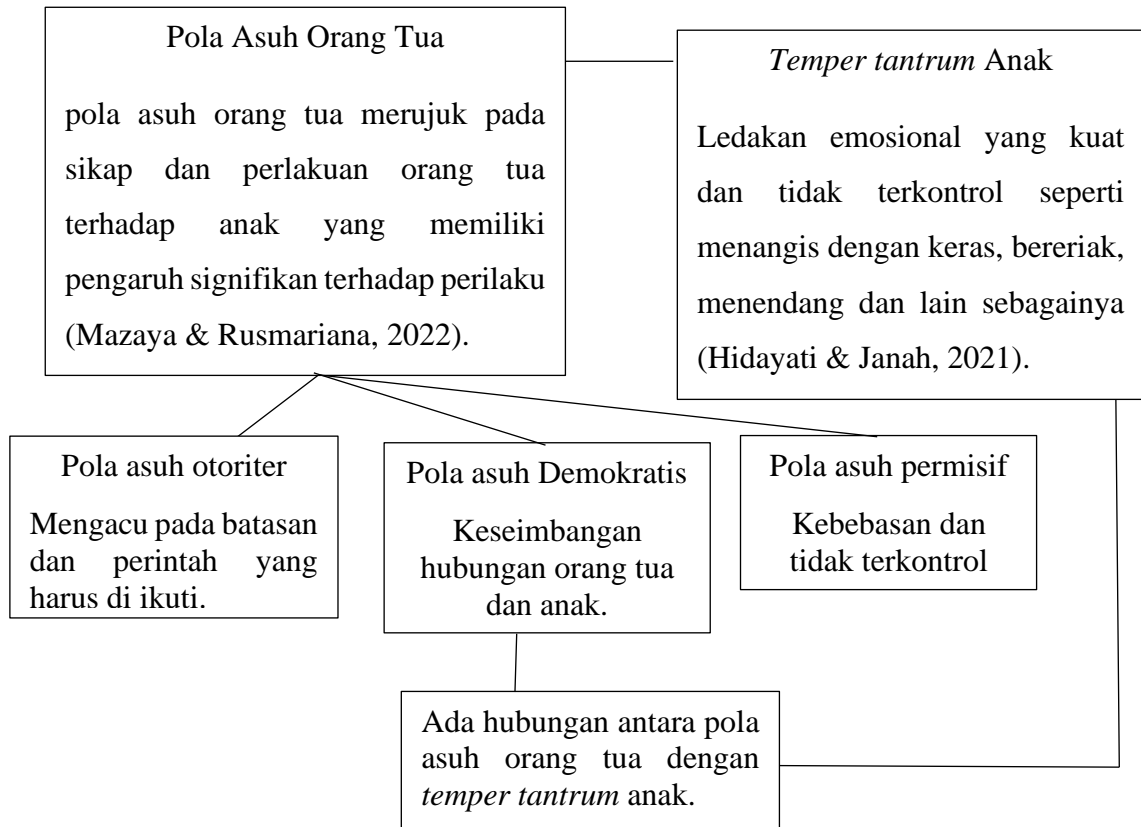 Pola Asuh Orang Tua
pola asuh orang tua merujuk pada
sikap dan perlakuan orang tua
terhadap anak yang memiliki
pengaruh signifikan terhadap perilaku
(Mazaya & Rusmariana, 2022).
Temper tantrum Anak
Ledakan emosional yang kuat
dan tidak terkontrol seperti
menangis dengan keras, bereriak,
menendang dan lain sebagainya
(Hidayati & Janah, 2021).
Pola asuh otoriter
Mengacu pada batasan
dan perintah yang
harus di ikuti.
Pola asuh Demokratis
Keseimbangan
hubungan orang tua
dan anak.
Pola asuh permisif
Kebebasan dan
tidak terkontrol
Ada hubungan antara pola
asuh orang tua dengan
temper tantrum anak.